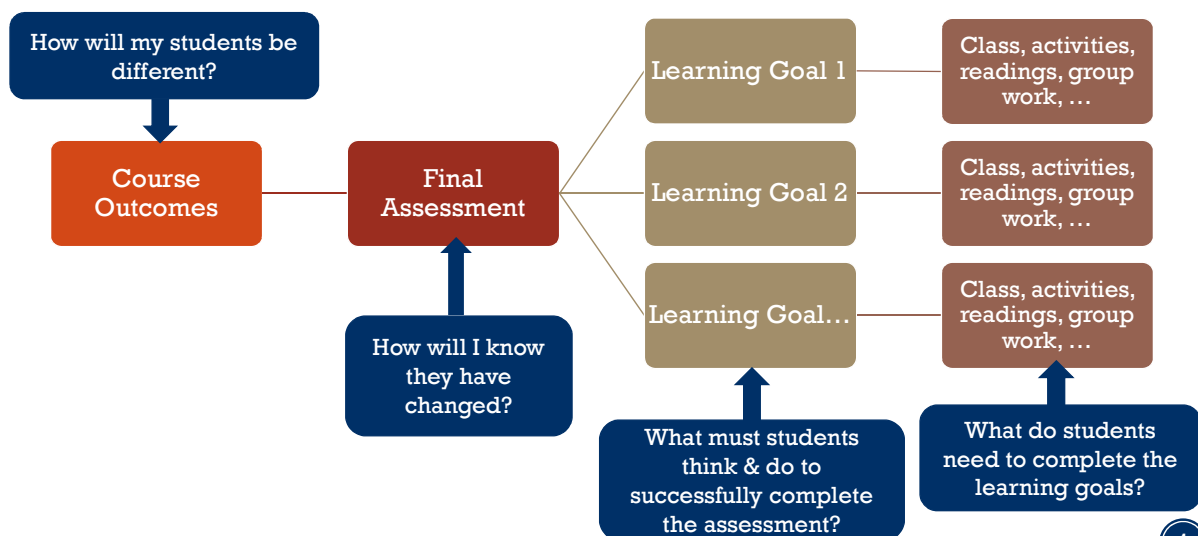 How will my students be
different?
Course
Outcomes
Final
Assessment
How will I know
they have
changed?
Learning Goal 1
Learning Goal 2
Learning Goal...
What must students
think & do to
successfully complete
the assessment?
Class, activities,
readings, group
work, ...
Class, activities,
readings, group
work, ...
Class, activities,
readings, group
work, ...
What do students
need to complete the
learning goals?